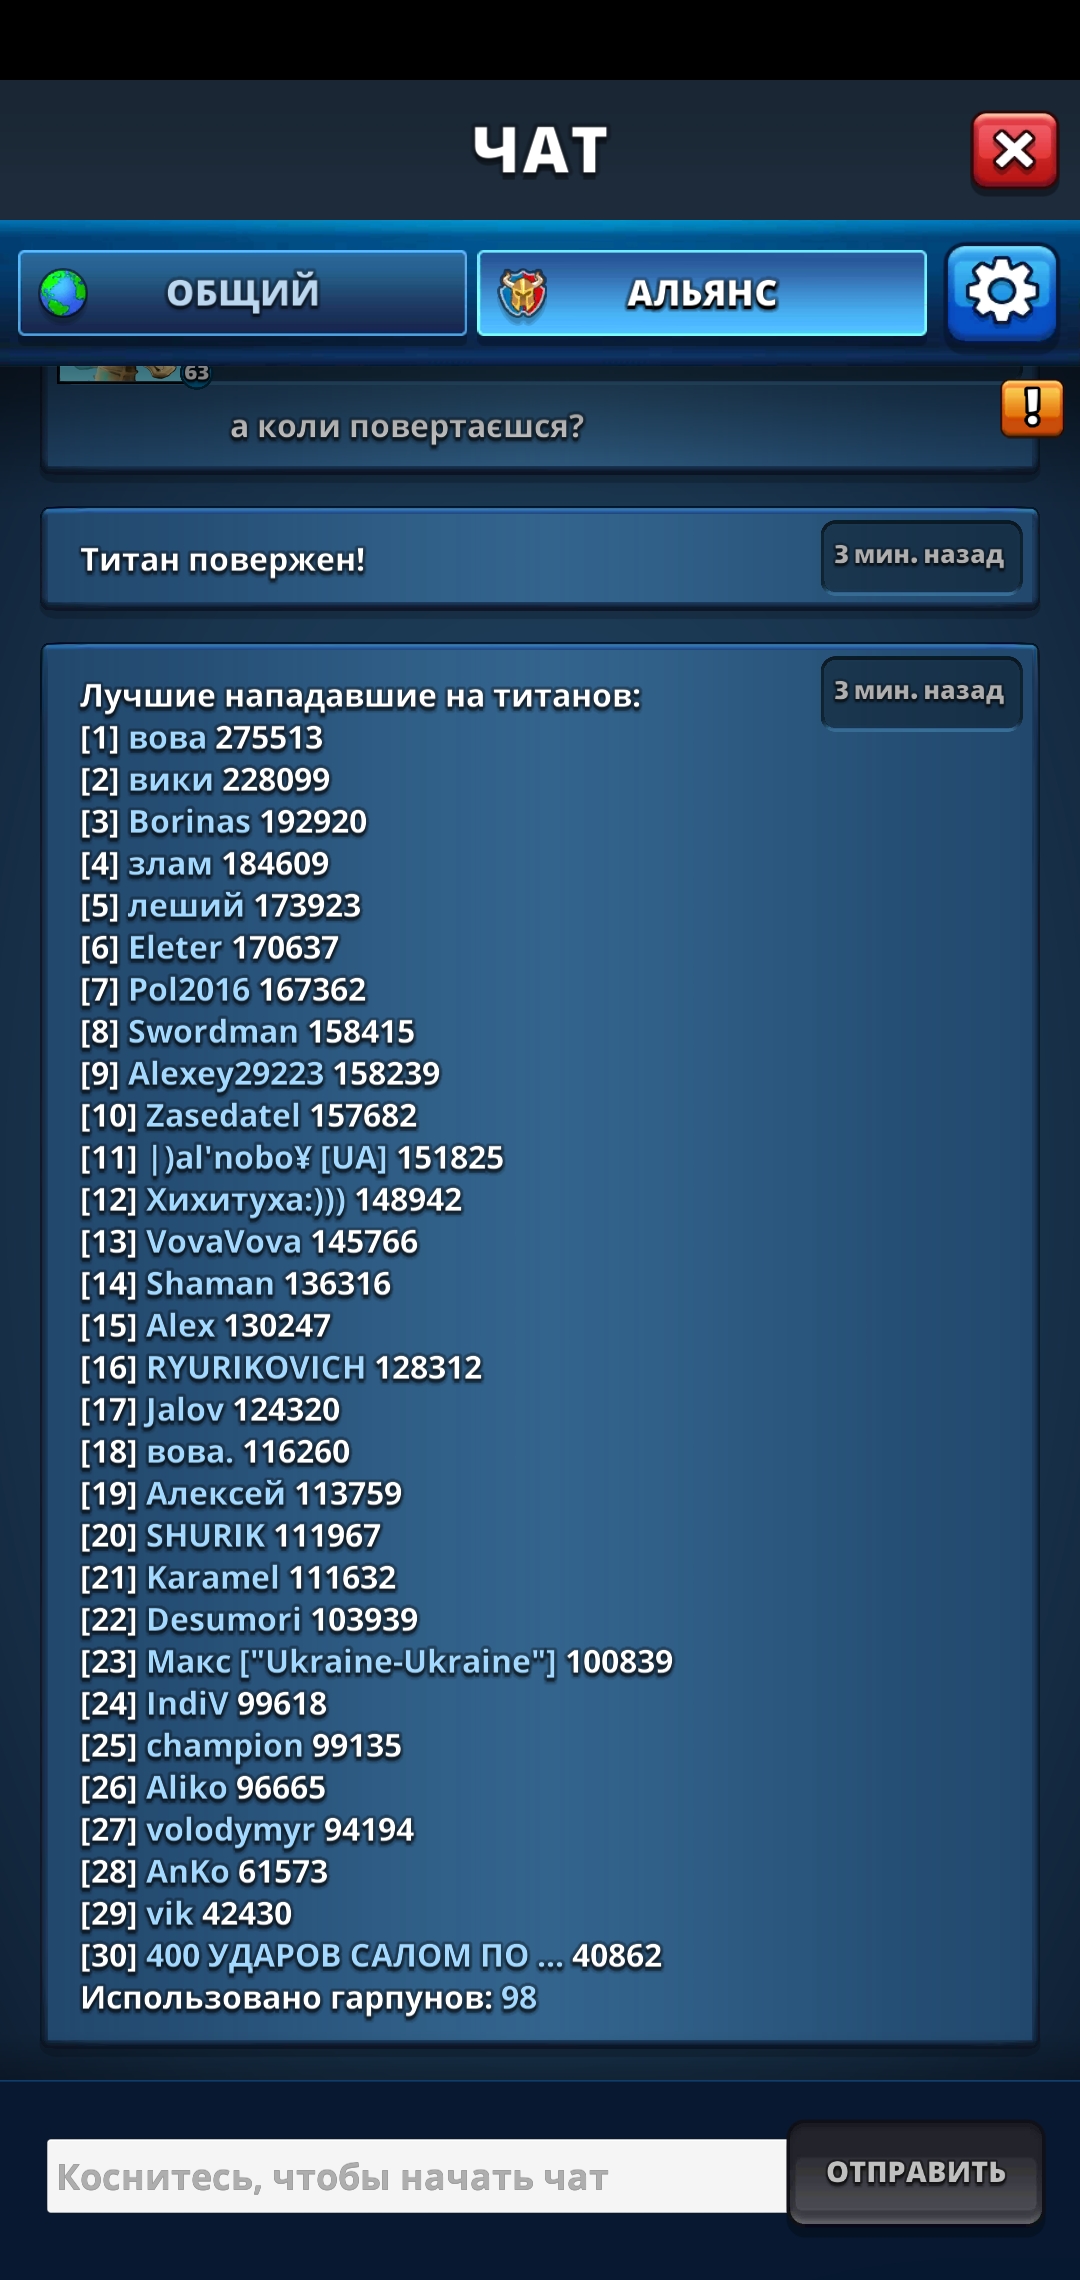 ЧАТ
ОБЩИЙ
АЛЬЯНС
63
!
а коли повертаєшся?
Титан повержен!
3 мин. назад
3 мин. назад
Лучшие нападавшие на титанов:
[1] вова 275513
[2] вики 228099
[3] Borinas 192920
[4] злам 184609
[5] леший 173923
[6] Eleter 170637
[7] Pol2016 167362
[8] Swordman 158415
[9] Alexey29223 158239
[10] Zasedatel 157682
[11] |)al'nobo¥ [UA] 151825
[12] Хихитуха:))) 148942
[13] VovaVova 145766
[14] Shaman 136316
[15] Alex 130247
[16] RYURIKOVICH 128312
[17] Jalov 124320
[18] вова. 116260
[19] Алексей 113759
[20] SHURIK 111967
[21] Karamel 111632
[22] Desumori 103939
[23] Макс ["Ukraine-Ukraine"] 100839
[24] IndiV 99618
[25] champion 99135
[26] Aliko 96665
[27] volodymyr 94194
[28] AnKo 61573
[29] vik 42430
[30] 400 УДАРОВ САЛОМ ПО ... 40862
Использовано гарпунов: 98
Коснитесь, чтобы начать чат
ОТПРАВИТЬ